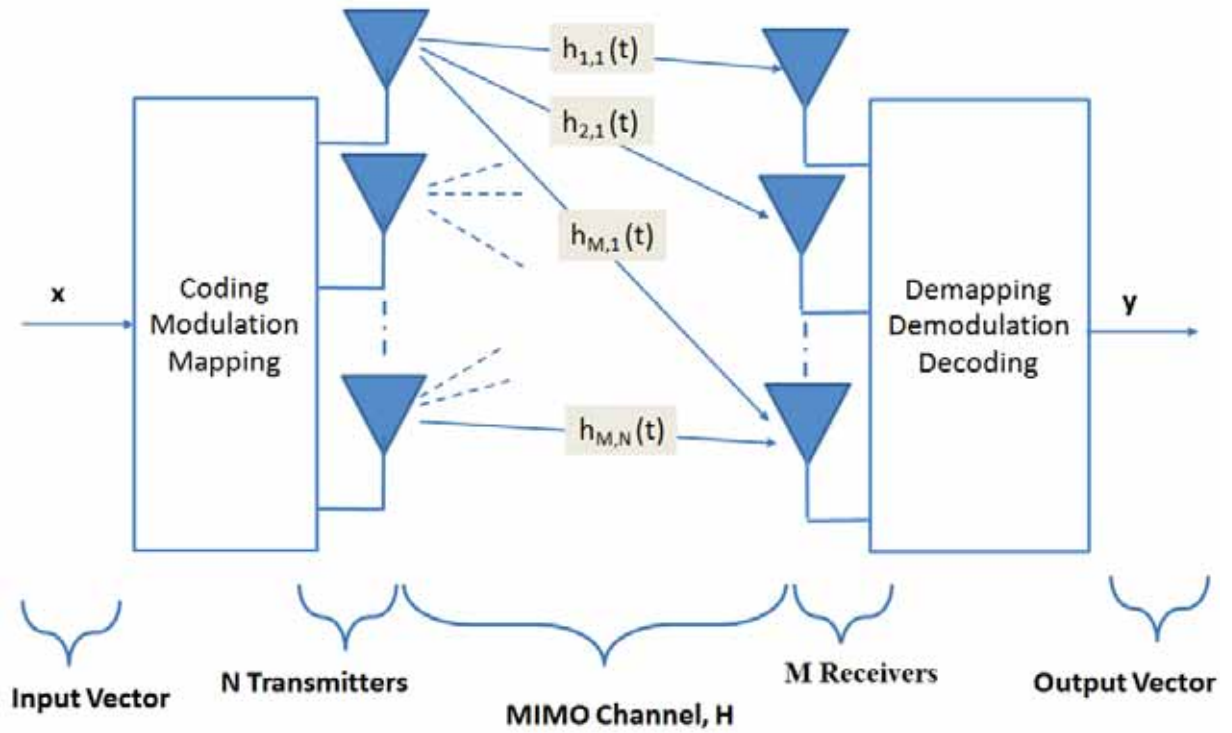 h1,1(t)
h2,1(t)
hM,1(t)
x
Coding
Modulation
Mapping
Demapping
Demodulation
Decoding
y
hM,N(t)
Input Vector
N Transmitters
MIMO Channel, H
M Receivers
Output Vector